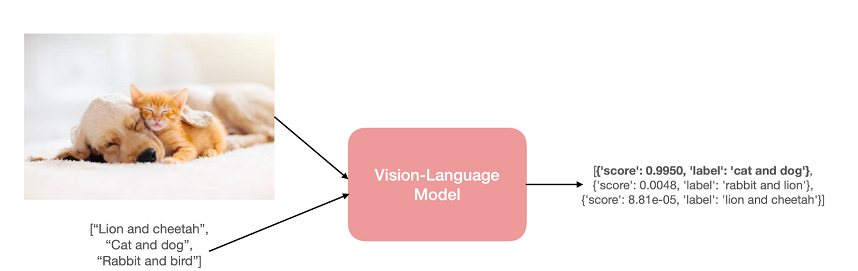 [“Lion and cheetah”,
“Cat and dog”,
“Rabbit and bird”]
Vision-Language
Model
[{'score': 0.9950, 'label': 'cat and dog'},
{'score': 0.0048, 'label': 'rabbit and lion'},
{'score': 8.81e-05, 'label': 'lion and cheetah'}]